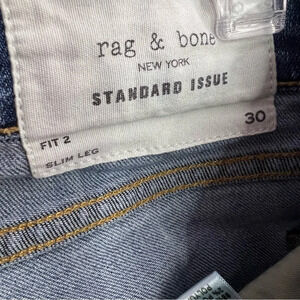 rag & bone
NEW YORK
STANDARD ISSUE
FIT 2
SLIM LEG
30